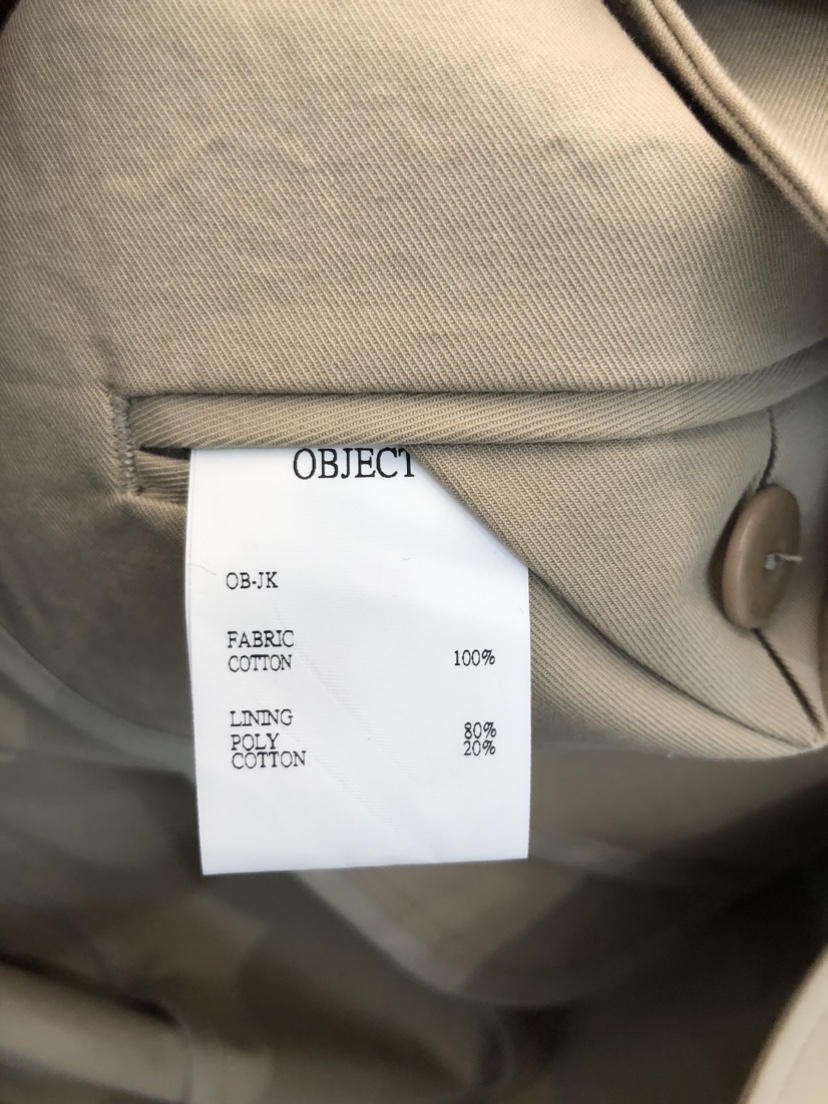 OBJECT
OB-JK
FABRIC
COTTON 100%
LINING
POLY 80%
COTTON 20%